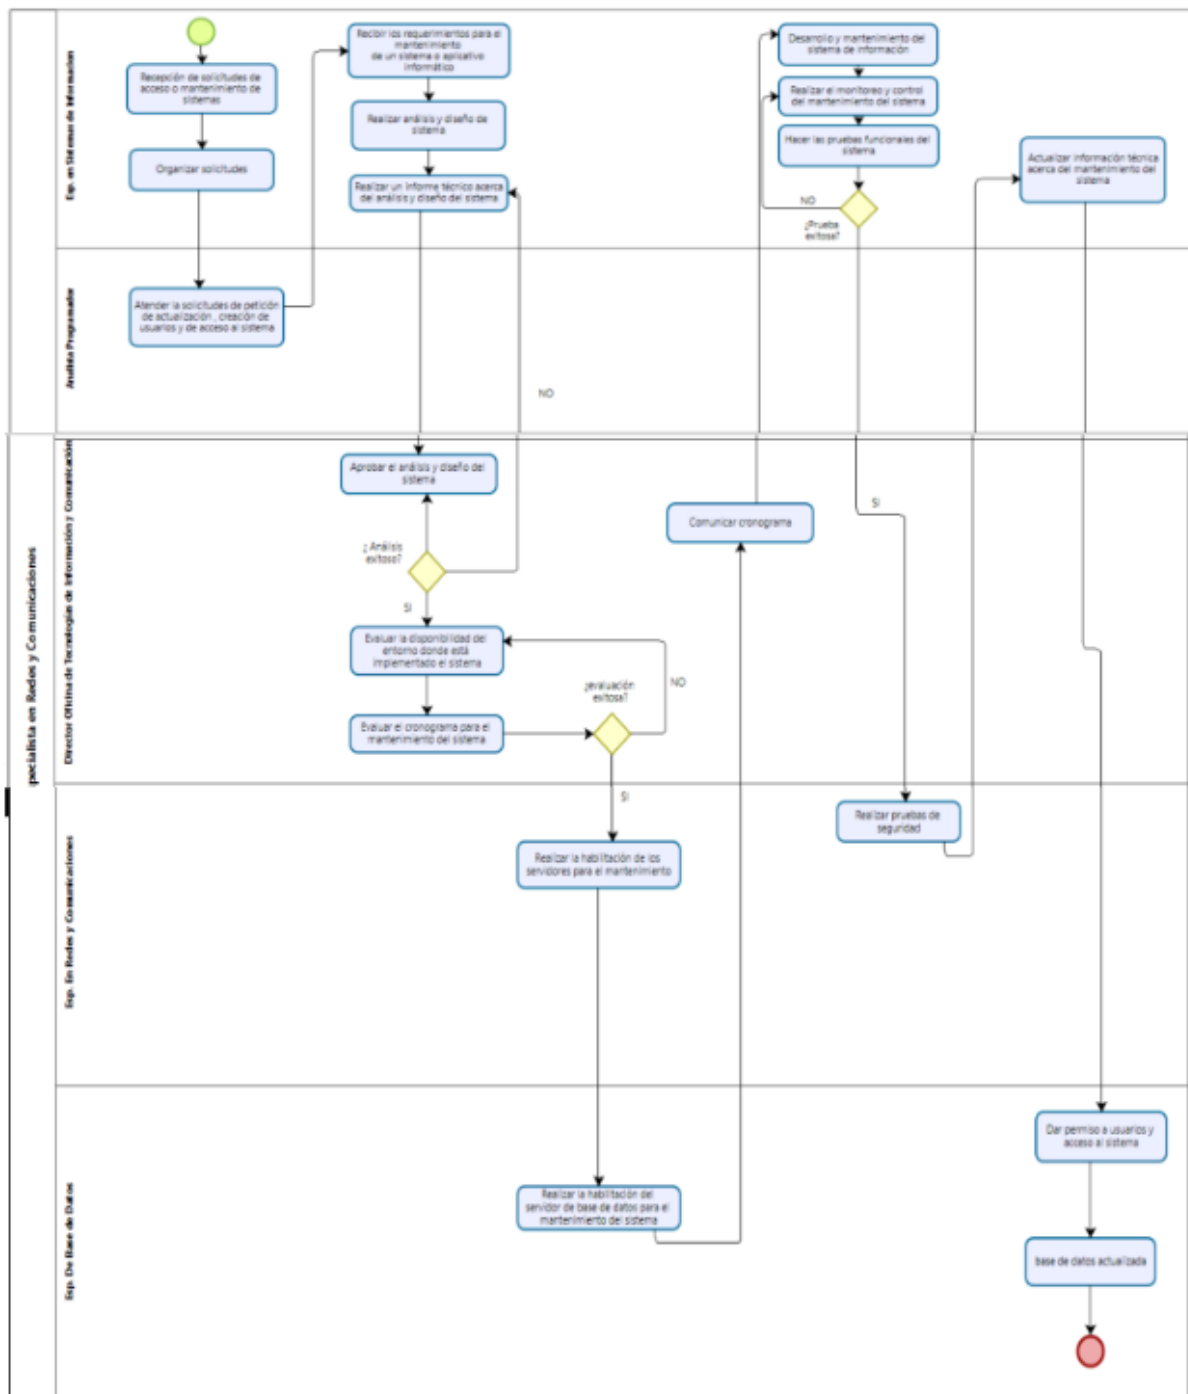 Esp. en Sistemas de Información
Recepción de solicitudes de
acceso o mantenimiento de
sistemas
Organizar solicitudes
Recibir los requerimientos para el
mantenimiento
de un sistema o aplicativo
informático
Realizar análisis y diseño de
sistema
Realizar un informe técnico acerca
del análisis y diseño del sistema
Desarrollo y mantenimiento del
sistema de información
Realizar el monitoreo y control
del mantenimiento del sistema
Hacer las pruebas funcionales del
sistema
NO
¿Prueba
exitosa?
Actualizar información técnica
acerca del mantenimiento del
sistema
Analista Programador
Atender la solicitudes de petición
de actualización , creación de
usuarios y de acceso al sistema
NO
pecialista en Redes y Comunicaciones
Director Oficina de Tecnologías de Información y Comunicación
Aprobar el análisis y diseño del
sistema
¿ Análisis
exitoso?
SI
Evaluar la disponibilidad del
entorno donde está
implementado el sistema
Evaluar el cronograma para el
mantenimiento del sistema
¿evaluación
exitosa?
NO
Comunicar cronograma
SI
SI
Esp. En Redes y Comunicaciones
Realizar la habilitación de los
servidores para el mantenimiento
Realizar pruebas de
seguridad
Esp. De Base de Datos
Realizar la habilitación del
servidor de base de datos para el
mantenimiento del sistema
Dar permiso a usuarios y
acceso al sistema
base de datos actualizada